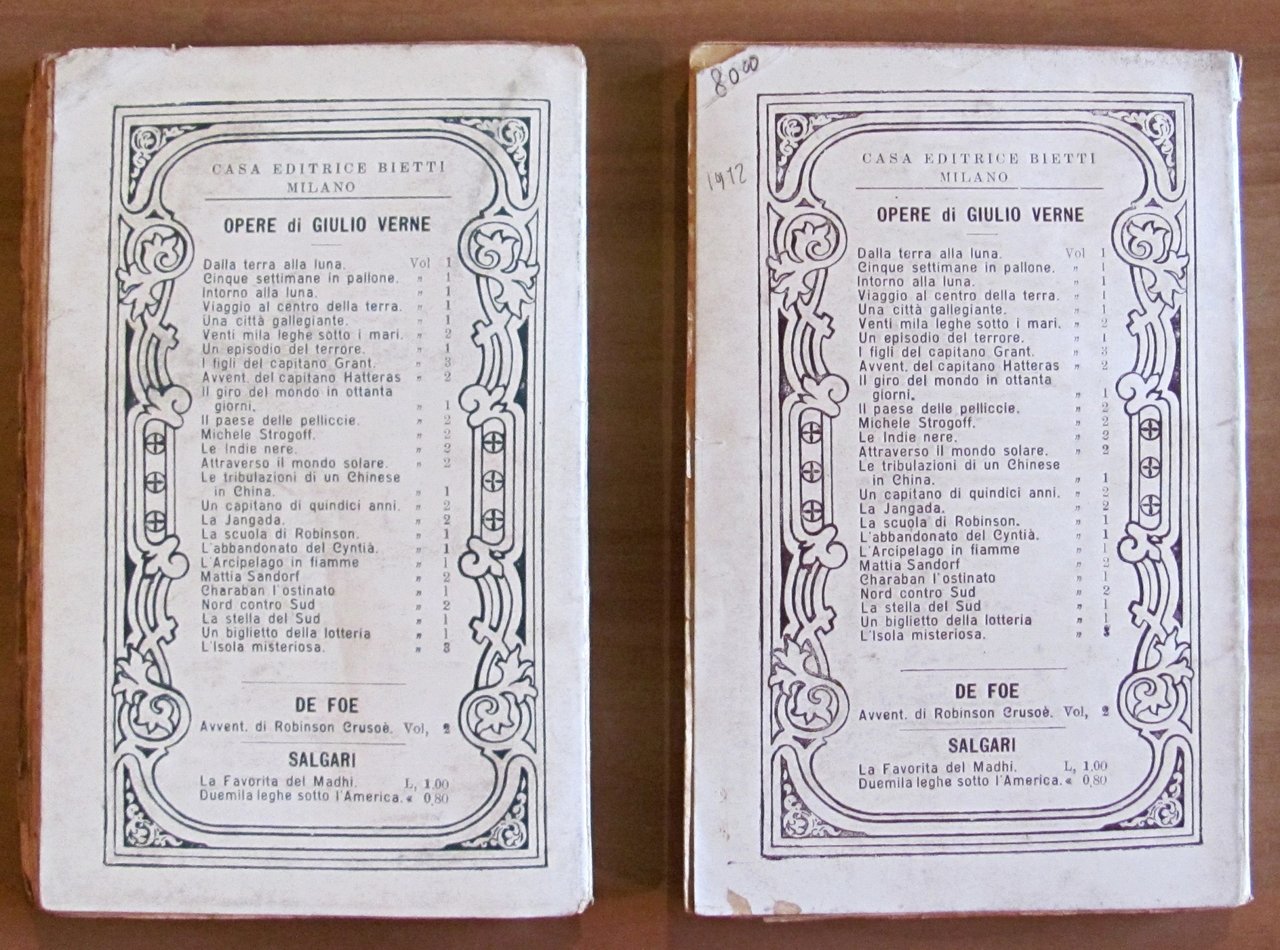 CASA EDITRICE BIETTI
MILANO
OPERE di GIULIO VERNE
Dalla terra alla luna. Vol 1
Cinque settimane in pallone. " 1
Intorno alla luna. " 1
Viaggio al centro della terra. " 1
Una città gallegiante. " 1
Venti mila leghe sotto i mari. " 2
Un episodio del terrore. " 1
I figli del capitano Grant. " 3
Avvent. del capitano Hatteras " 2
Il giro del mondo in ottanta
giorni. " 1
Il paese delle pelliccie. " 2
Michele Strogoff. " 2
Le Indie nere. " 2
Attraverso il mondo solare. " 2
Le tribulazioni di un Chinese
in China. " 1
Un capitano di quindici anni. " 2
La Jangada. " 2
La scuola di Robinson. " 1
L'abbandonato del Cyntià. " 1
L'Arcipelago in fiamme " 1
Mattia Sandorf " 2
Charaban l'ostinato " 1
Nord contro Sud " 2
La stella del Sud " 1
Un biglietto della lotteria " 1
L'Isola misteriosa. " 3
DE FOE
Avvent. di Robinson Crusoè. Vol, 2
SALGARI
La Favorita del Madhi. L, 1.00
Duemila leghe sotto l'America. « 0,80
8000
1912
CASA EDITRICE BIETTI
MILANO
OPERE di GIULIO VERNE
Dalla terra alla luna. Vol 1
Cinque settimane in pallone. " 1
Intorno alla luna. " 1
Viaggio al centro della terra. " 1
Una città gallegiante. " 1
Venti mila leghe sotto i mari. " 2
Un episodio del terrore. " 1
I figli del capitano Grant. " 3
Avvent. del capitano Hatteras " 2
Il giro del mondo in ottanta
giorni. " 1
Il paese delle pelliccie. " 2
Michele Strogoff. " 2
Le Indie nere. " 2
Attraverso il mondo solare. " 2
Le tribulazioni di un Chinese
in China. " 1
Un capitano di quindici anni. " 2
La Jangada. " 2
La scuola di Robinson. " 1
L'abbandonato del Cyntià. " 1
L'Arcipelago in fiamme " 1
Mattia Sandorf " 2
Charaban l'ostinato " 1
Nord contro Sud " 2
La stella del Sud " 1
Un biglietto della lotteria " 1
L'Isola misteriosa. " 3
DE FOE
Avvent. di Robinson Crusoè. Vol, 2
SALGARI
La Favorita del Madhi. L, 1.00
Duemila leghe sotto l'America. « 0,80